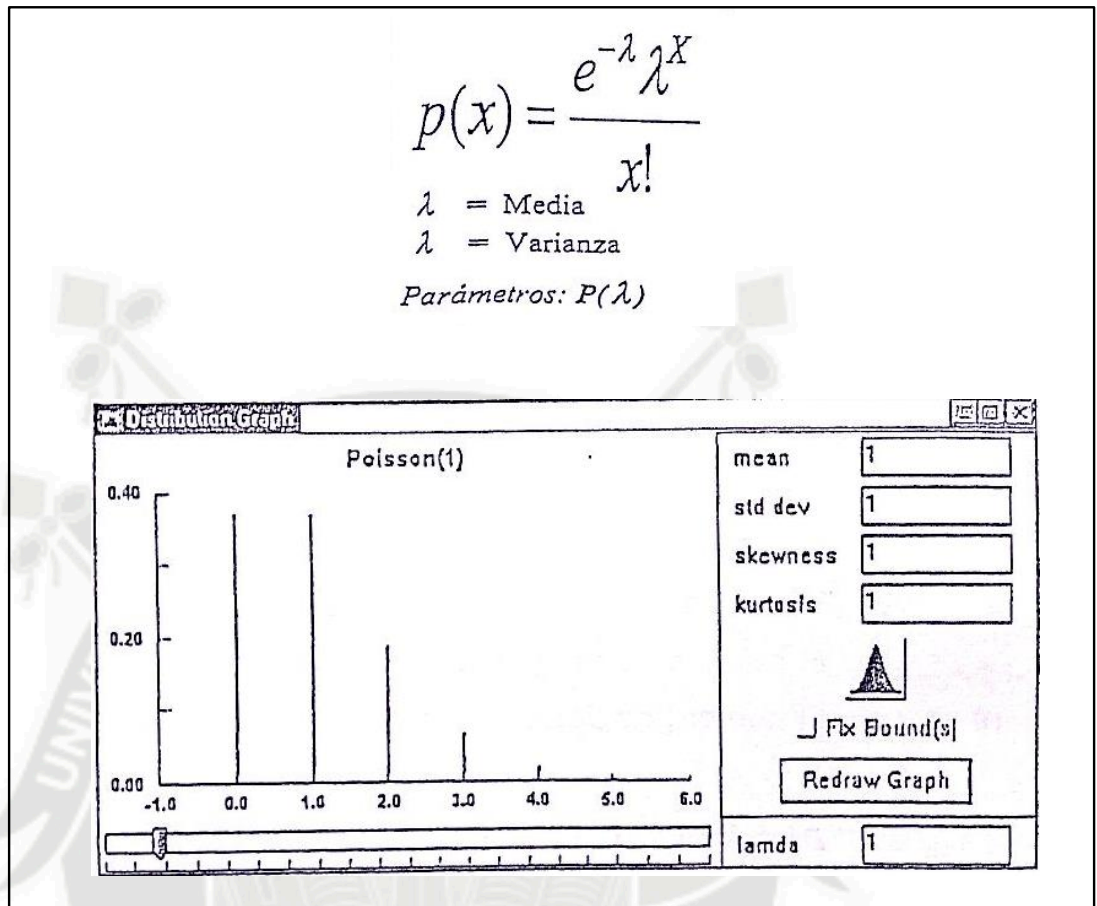 p(x) = e^{-λ} λ^X / x!
λ = Media
λ = Varianza
Parámetros: P(λ)
Distribution Graph
Poisson(1)
mean 1
std dev 1
skewness 1
kurtosis 1
Fix Bound(s)
Redraw Graph
lamda 1
0.40
0.20
0.00
-1.0 0.0 1.0 2.0 3.0 4.0 5.0 6.0